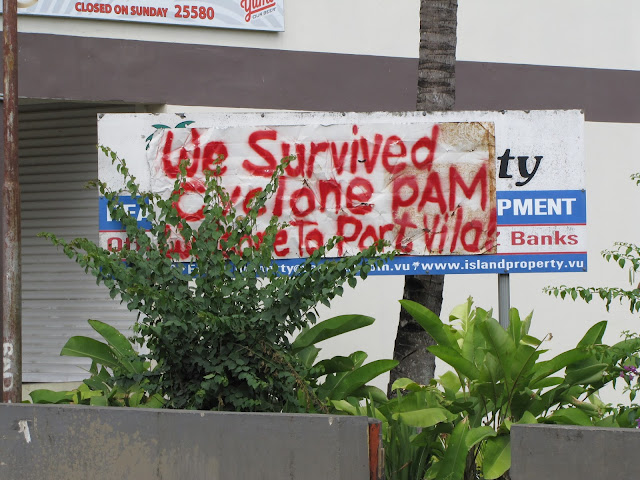 CLOSED ON SUNDAY 25580
We Survived
Cyclone PAM
Welcome To Port Vila
ty
PMENT
Banks
www.islandproperty.vu